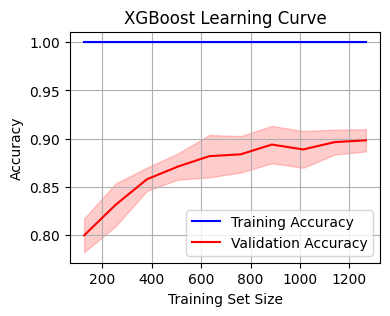 XGBoost Learning Curve
1.00
0.95
0.90
0.85
0.80
Accuracy
Training Accuracy
Validation Accuracy
200 400 600 800 1000 1200
Training Set Size